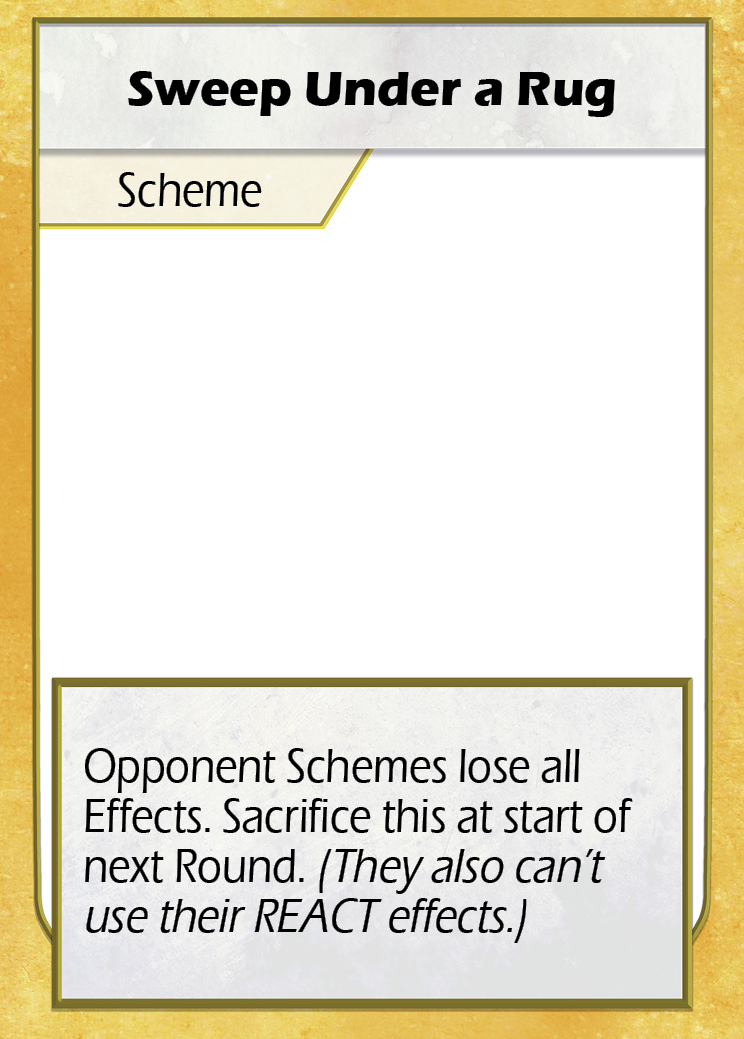 Sweep Under a Rug
Scheme
Opponent Schemes lose all
Effects. Sacrifice this at start of
next Round. (They also can't
use their REACT effects.)